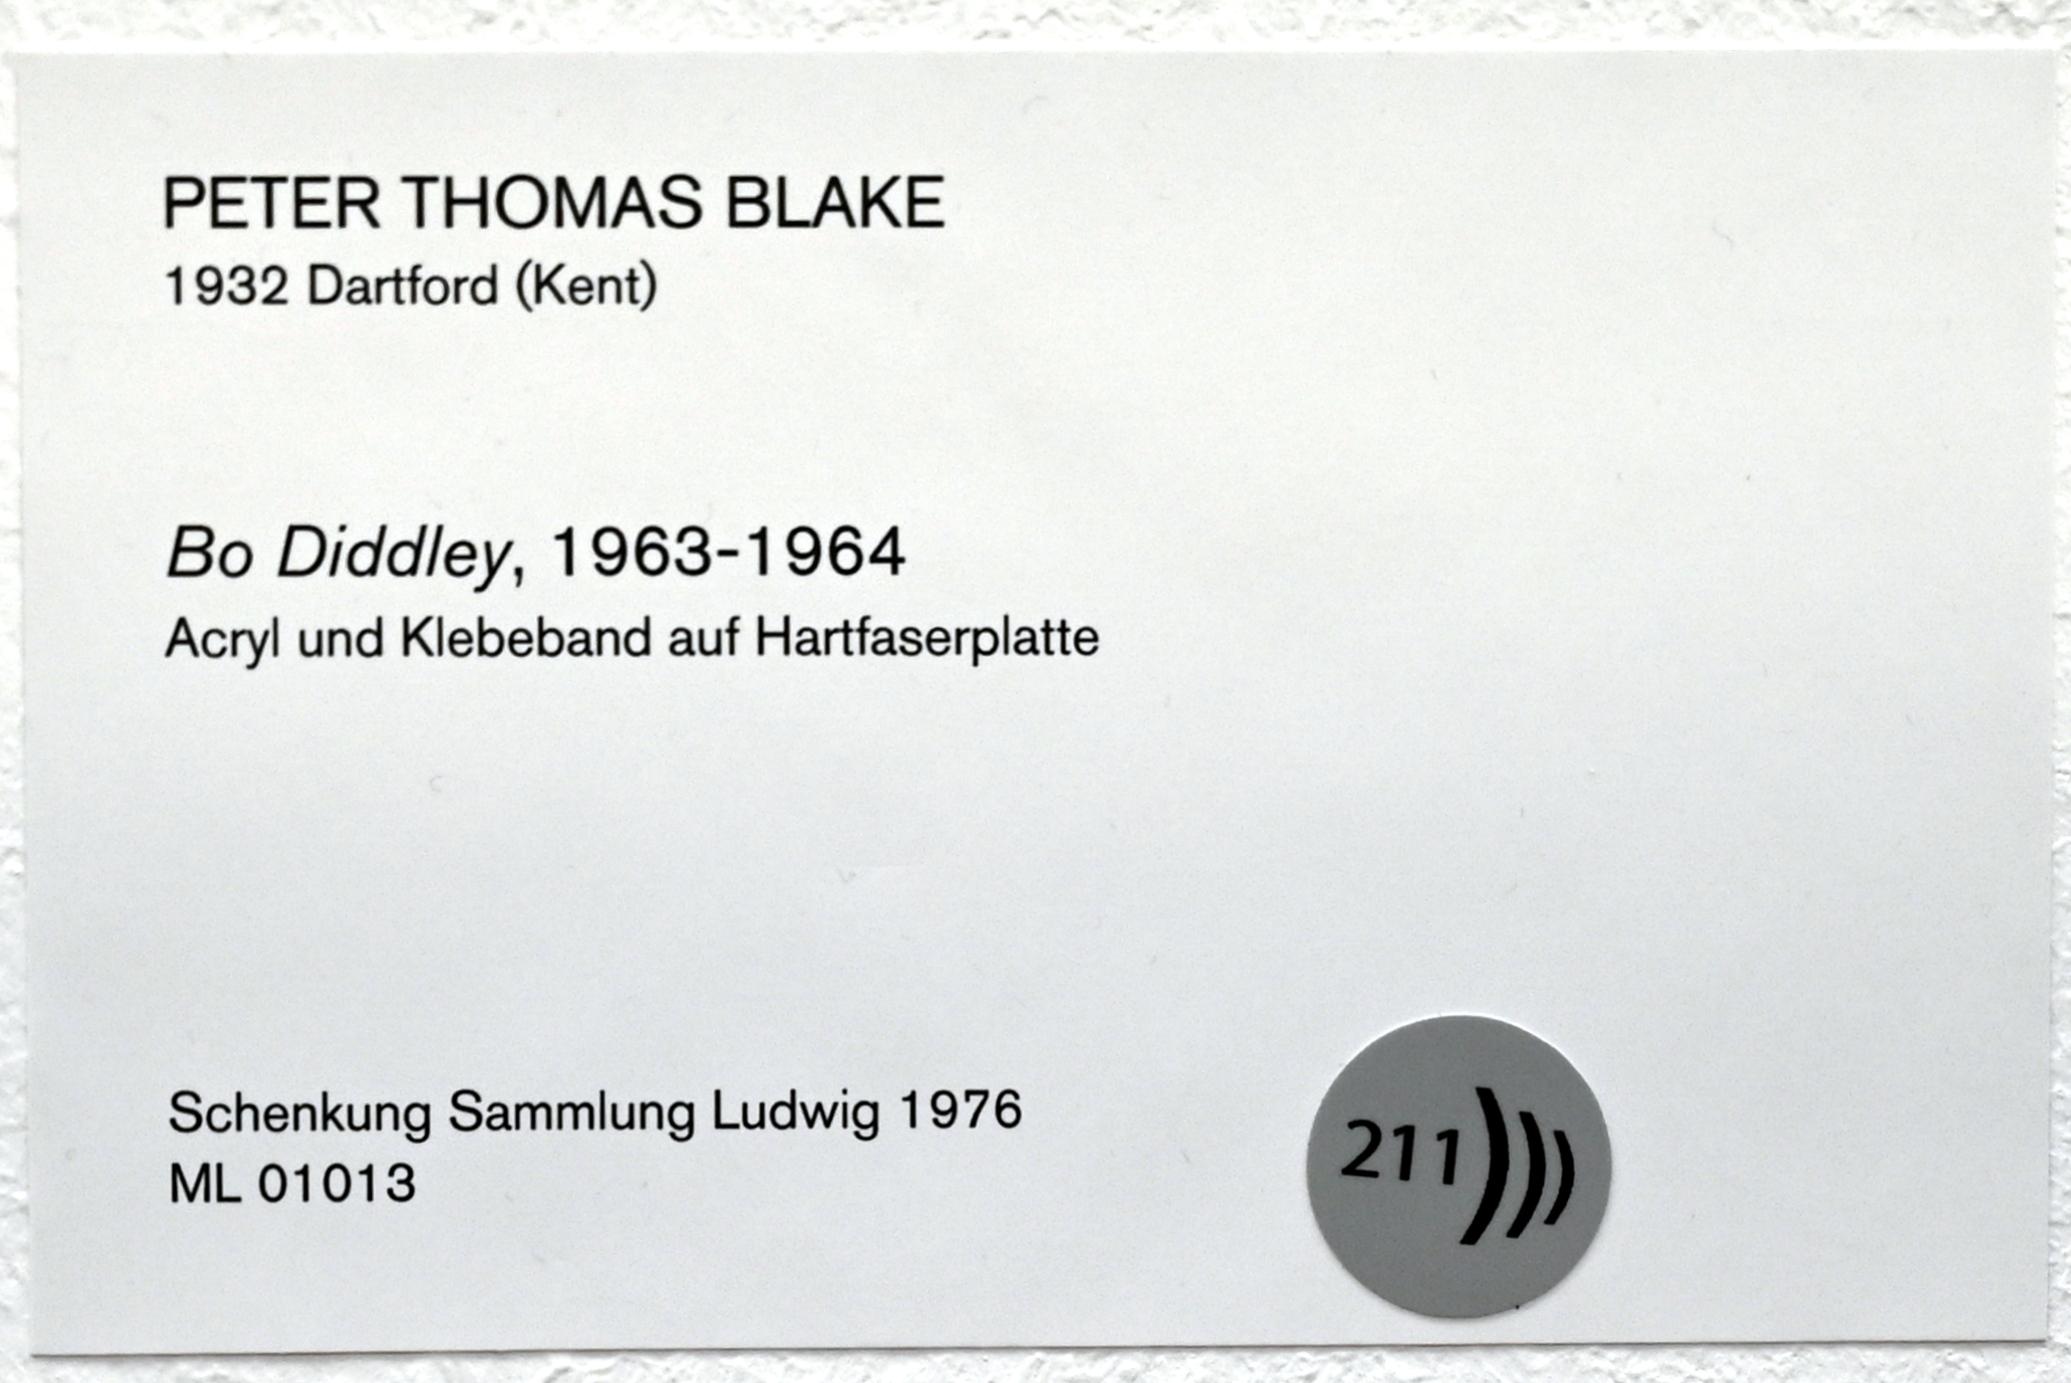 PETER THOMAS BLAKE
1932 Dartford (Kent)
Bo Diddley, 1963-1964
Acryl und Klebeband auf Hartfaserplatte
Schenkung Sammlung Ludwig 1976
ML 01013
211